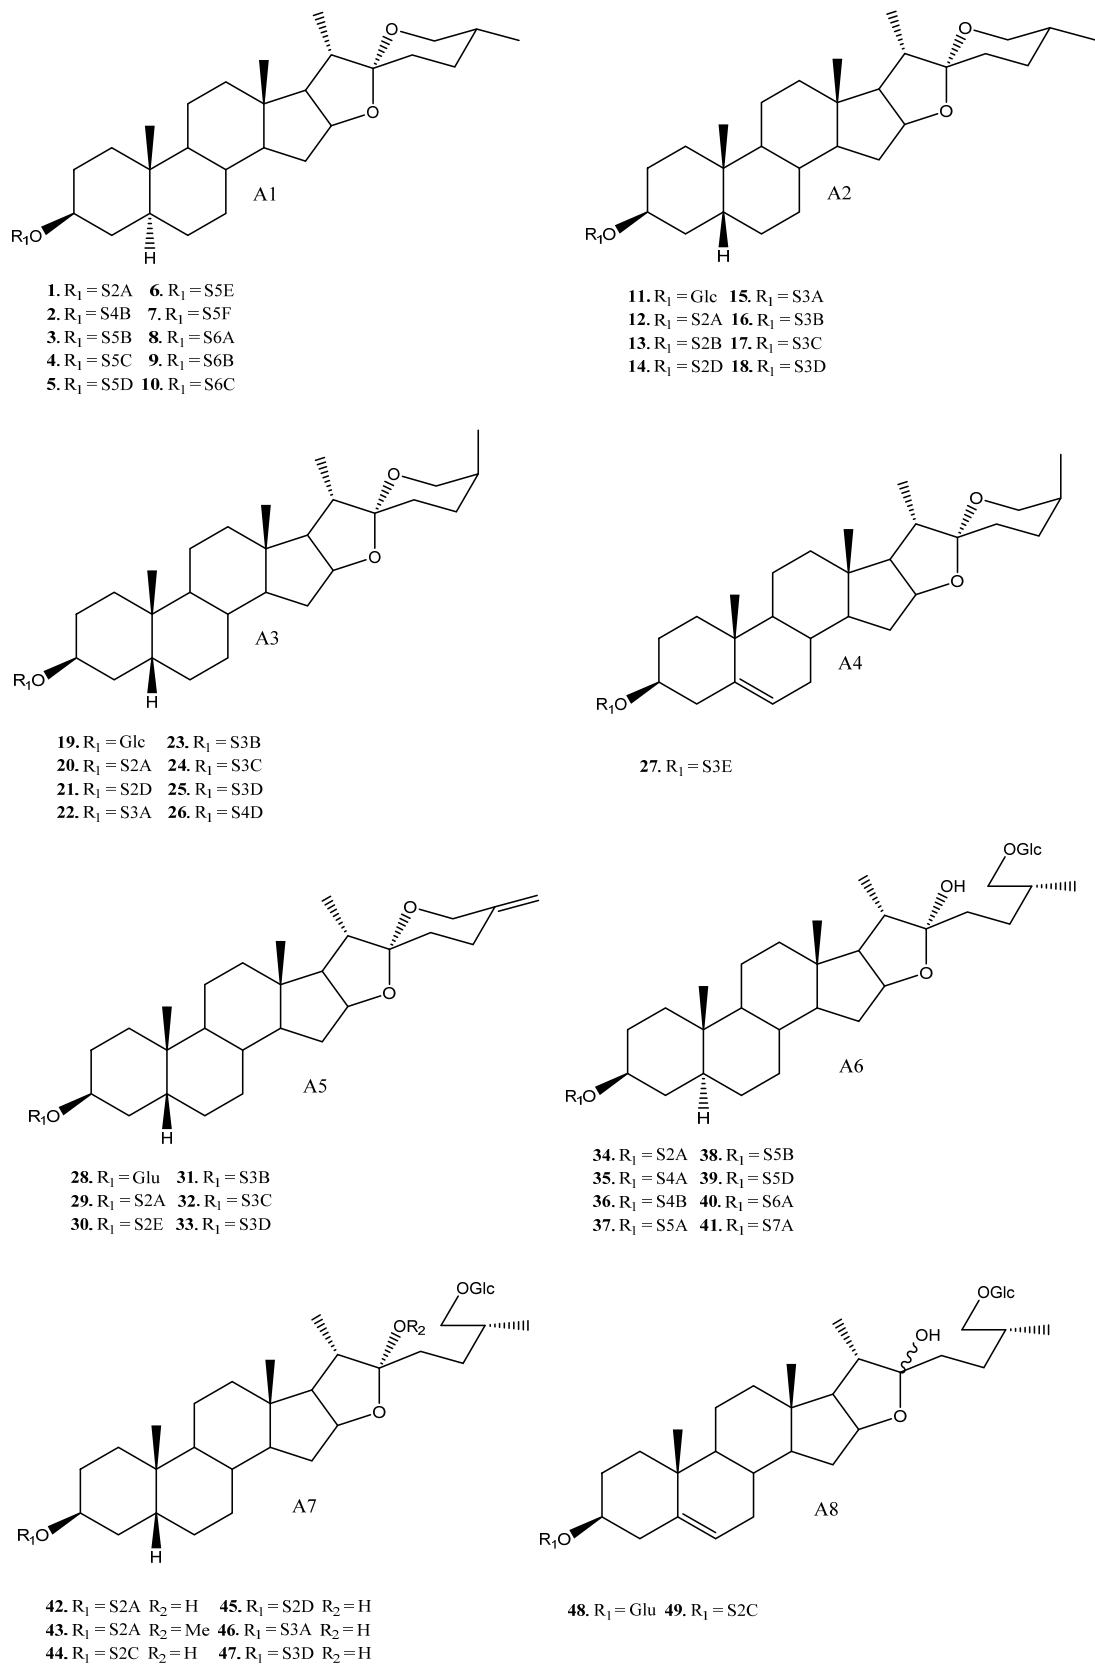 O
O
A1
R1O
H
1. R1 = S2A 6. R1 = S5E
2. R1 = S4B 7. R1 = S5F
3. R1 = S5B 8. R1 = S6A
4. R1 = S5C 9. R1 = S6B
5. R1 = S5D 10. R1 = S6C
O
O
A2
R1O
H
11. R1 = Glc 15. R1 = S3A
12. R1 = S2A 16. R1 = S3B
13. R1 = S2B 17. R1 = S3C
14. R1 = S2D 18. R1 = S3D
O
O
A3
R1O
H
19. R1 = Glc 23. R1 = S3B
20. R1 = S2A 24. R1 = S3C
21. R1 = S2D 25. R1 = S3D
22. R1 = S3A 26. R1 = S4D
O
O
A4
R1O
27. R1 = S3E
O
O
A5
R1O
H
28. R1 = Glu 31. R1 = S3B
29. R1 = S2A 32. R1 = S3C
30. R1 = S2E 33. R1 = S3D
OGlc
OH
O
A6
R1O
H
34. R1 = S2A 38. R1 = S5B
35. R1 = S4A 39. R1 = S5D
36. R1 = S4B 40. R1 = S6A
37. R1 = S5A 41. R1 = S7A
OGlc
OR2
O
A7
R1O
H
42. R1 = S2A R2 = H 45. R1 = S2D R2 = H
43. R1 = S2A R2 = Me 46. R1 = S3A R2 = H
44. R1 = S2C R2 = H 47. R1 = S3D R2 = H
OGlc
OH
O
A8
R1O
48. R1 = Glu 49. R1 = S2C